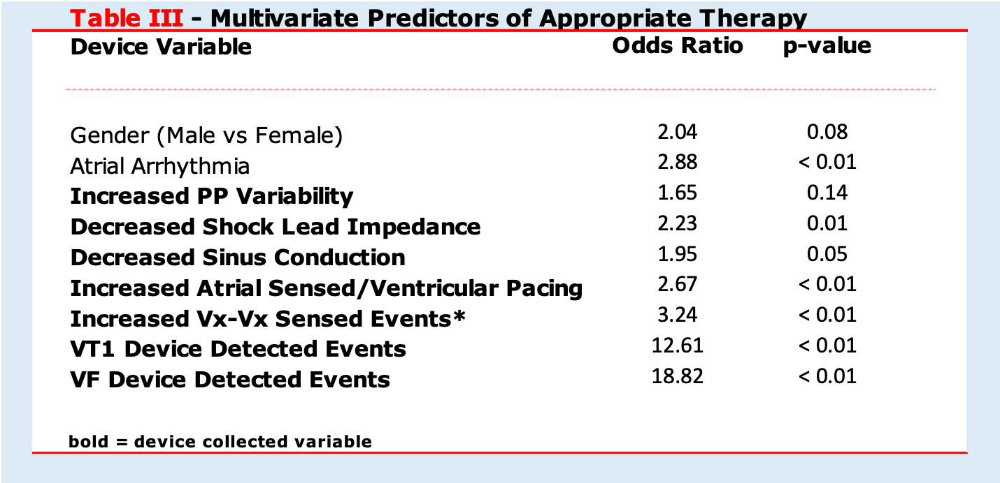 Table III - Multivariate Predictors of Appropriate Therapy
Device Variable Odds Ratio p-value
Gender (Male vs Female) 2.04 0.08
Atrial Arrhythmia 2.88 < 0.01
Increased PP Variability 1.65 0.14
Decreased Shock Lead Impedance 2.23 0.01
Decreased Sinus Conduction 1.95 0.05
Increased Atrial Sensed/Ventricular Pacing 2.67 < 0.01
Increased Vx-Vx Sensed Events* 3.24 < 0.01
VT1 Device Detected Events 12.61 < 0.01
VF Device Detected Events 18.82 < 0.01
bold = device collected variable